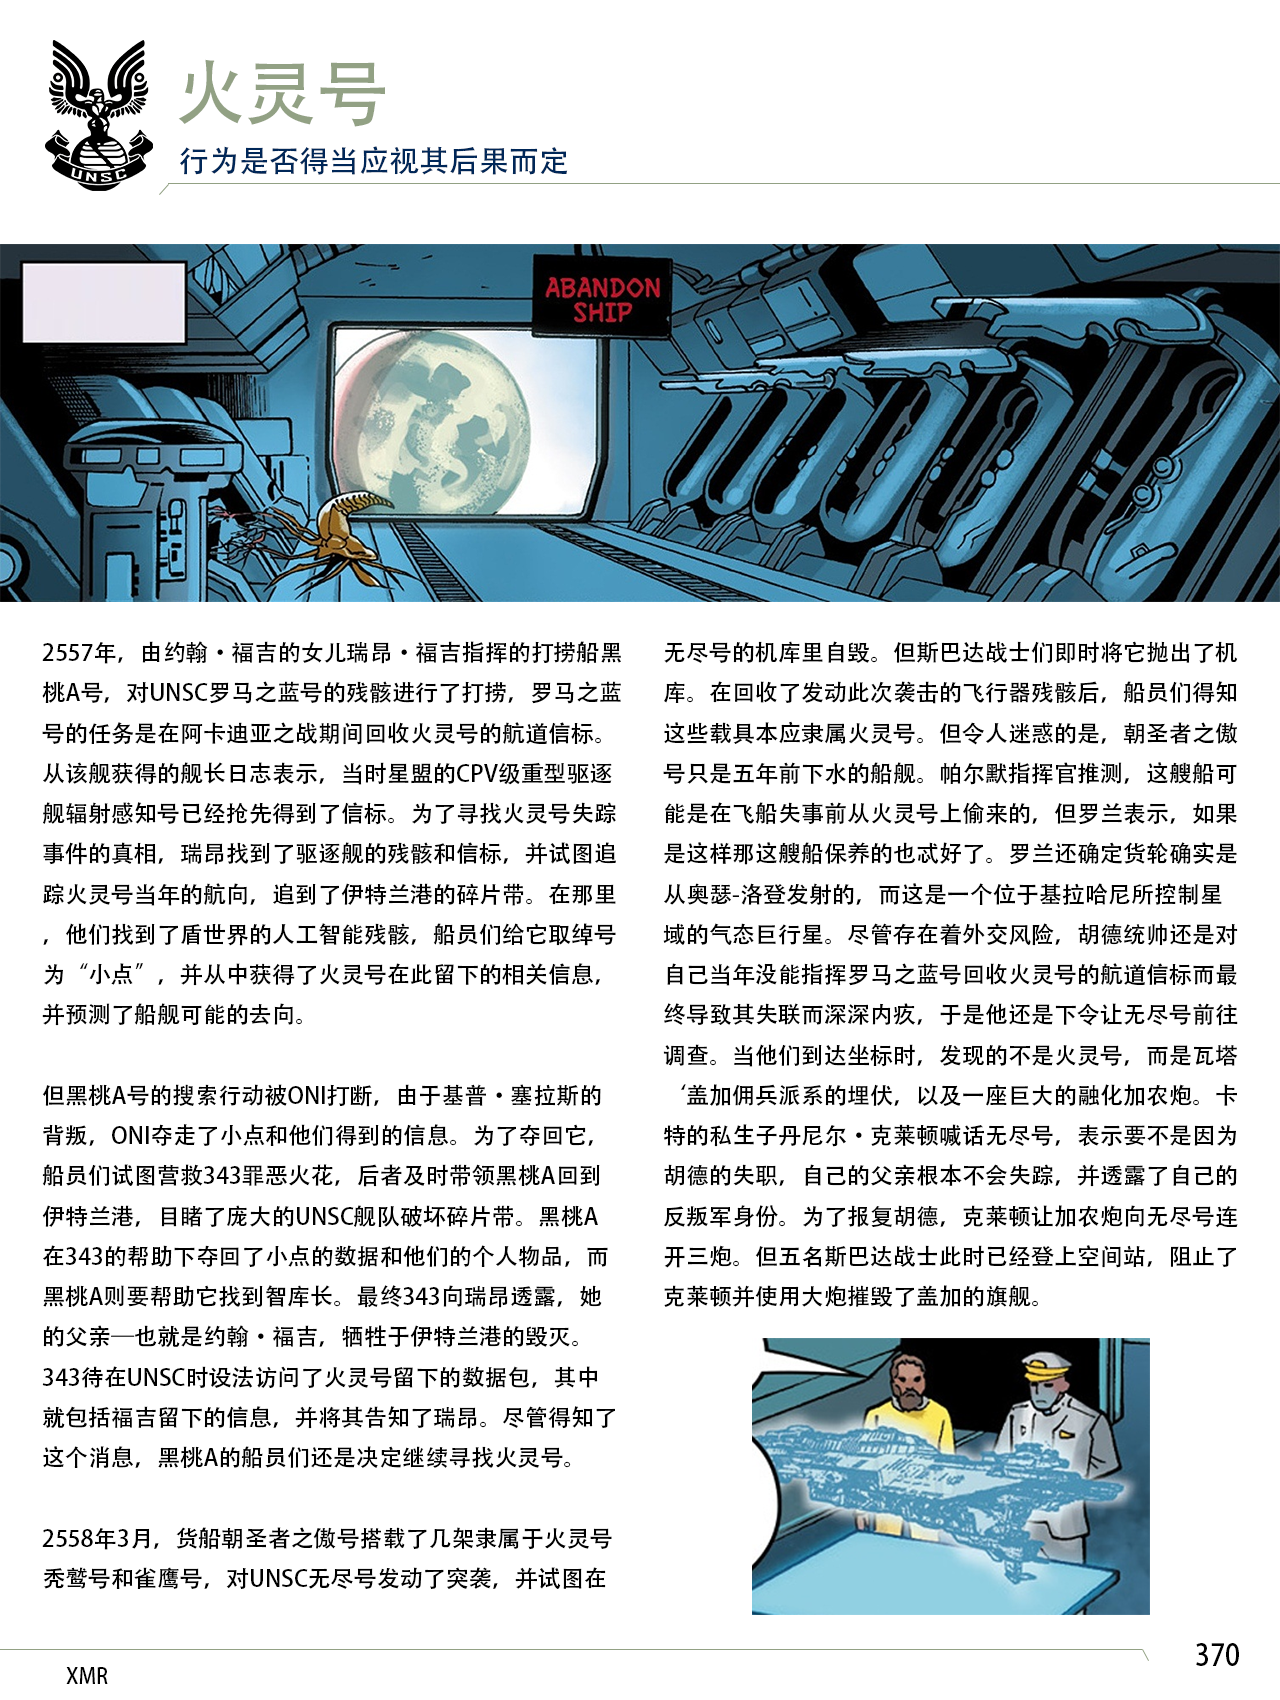 UNSC
火灵号
行为是否得当应视其后果而定
ABANDON
SHIP
2557年，由约翰·福吉的女儿瑞昂·福吉指挥的打捞船黑
桃A号，对UNSC罗马之蓝号的残骸进行了打捞，罗马之蓝
号的任务是在阿卡迪亚之战期间回收火灵号的航道信标。
从该舰获得的舰长日志表示，当时星盟的CPV级重型驱逐
舰辐射感知号已经抢先得到了信标。为了寻找火灵号失踪
事件的真相，瑞昂找到了驱逐舰的残骸和信标，并试图追
踪火灵号当年的航向，追到了伊特兰港的碎片带。在那里
，他们找到了盾世界的人工智能残骸，船员们给它取绰号
为“小点”，并从中获得了火灵号在此留下的相关信息，
并预测了船舰可能的去向。
但黑桃A号的搜索行动被ONI打断，由于基普·塞拉斯的
背叛，ONI夺走了小点和他们得到的信息。为了夺回它，
船员们试图营救343罪恶火花，后者及时带领黑桃A回到
伊特兰港，目睹了庞大的UNSC舰队破坏碎片带。黑桃A
在343的帮助下夺回了小点的数据和他们的个人物品，而
黑桃A则要帮助它找到智库长。最终343向瑞昂透露，她
的父亲—也就是约翰·福吉，牺牲于伊特兰港的毁灭。
343待在UNSC时设法访问了火灵号留下的数据包，其中
就包括福吉留下的信息，并将其告知了瑞昂。尽管得知了
这个消息，黑桃A的船员们还是决定继续寻找火灵号。
2558年3月，货船朝圣者之傲号搭载了几架隶属于火灵号
秃鹫号和雀鹰号，对UNSC无尽号发动了突袭，并试图在
无尽号的机库里自毁。但斯巴达战士们即时将它抛出了机
库。在回收了发动此次袭击的飞行器残骸后，船员们得知
这些载具本应隶属火灵号。但令人迷惑的是，朝圣者之傲
号只是五年前下水的船舰。帕尔默指挥官推测，这艘船可
能是在飞船失事前从火灵号上偷来的，但罗兰表示，如果
是这样那这艘船保养的也忒好了。罗兰还确定货轮确实是
从奥瑟-洛登发射的，而这是一个位于基拉哈尼所控制星
域的气态巨行星。尽管存在着外交风险，胡德统帅还是对
自己当年没能指挥罗马之蓝号回收火灵号的航道信标而最
终导致其失联而深深内疚，于是他还是下令让无尽号前往
调查。当他们到达坐标时，发现的不是火灵号，而是瓦塔
‘盖加佣兵派系的埋伏，以及一座巨大的融化加农炮。卡
特的私生子丹尼尔·克莱顿喊话无尽号，表示要不是因为
胡德的失职，自己的父亲根本不会失踪，并透露了自己的
反叛军身份。为了报复胡德，克莱顿让加农炮向无尽号连
开三炮。但五名斯巴达战士此时已经登上空间站，阻止了
克莱顿并使用大炮摧毁了盖加的旗舰。
370
XMR